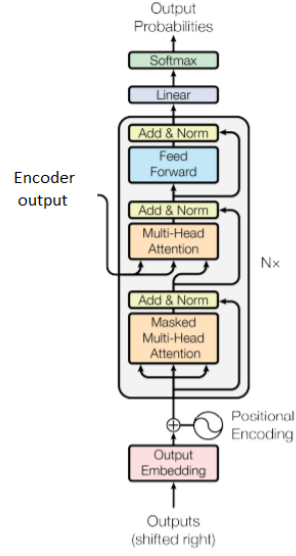 Output
Probabilities
Softmax
Linear
Add & Norm
Feed
Forward
Encoder
output
Add & Norm
Multi-Head
Attention
N×
Add & Norm
Masked
Multi-Head
Attention
Positional
Encoding
Output
Embedding
Outputs
(shifted right)